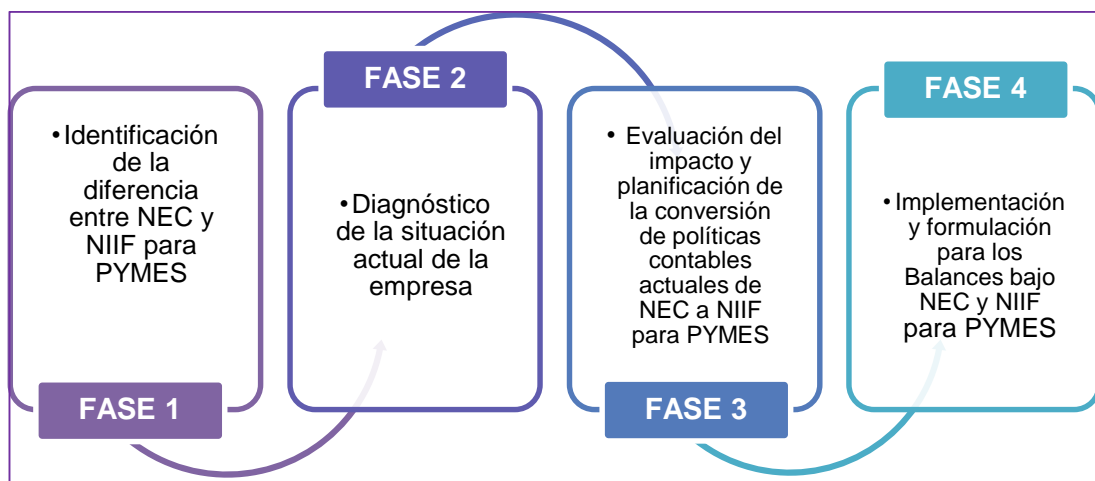 FASE 1
•Identificación
de la
diferencia
entre NEC y
NIIF para
PYMES
FASE 2
•Diagnóstico
de la situación
actual de la
empresa
FASE 3
• Evaluación del
impacto y
planificación de
la conversión
de políticas
contables
actuales de
NEC a NIIF
para PYMES
FASE 4
•Implementación
y formulación
para los
Balances bajo
NEC y NIIF
para PYMES